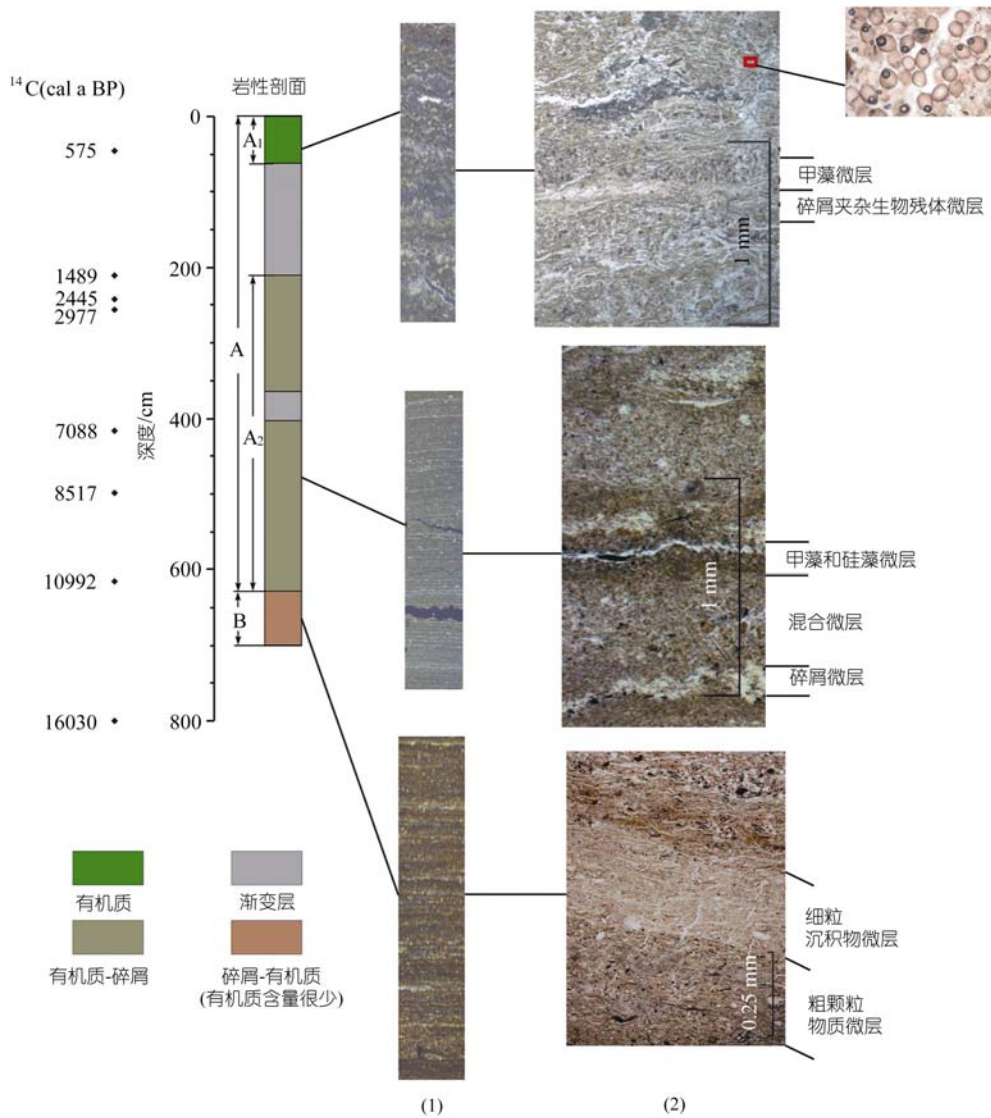 ¹⁴C(cal a BP)
岩性剖面
0
575
A₁
200
1489
2445
2977
A
400
7088
深度/cm
A₂
8517
600
10992
B
800
16030
甲藻微层
碎屑夹杂生物残体微层
1 mm
甲藻和硅藻微层
1 mm
混合微层
碎屑微层
细粒
沉积物微层
0.25 mm
粗颗粒
物质微层
有机质
渐变层
有机质-碎屑
碎屑-有机质
(有机质含量很少)
(1)
(2)